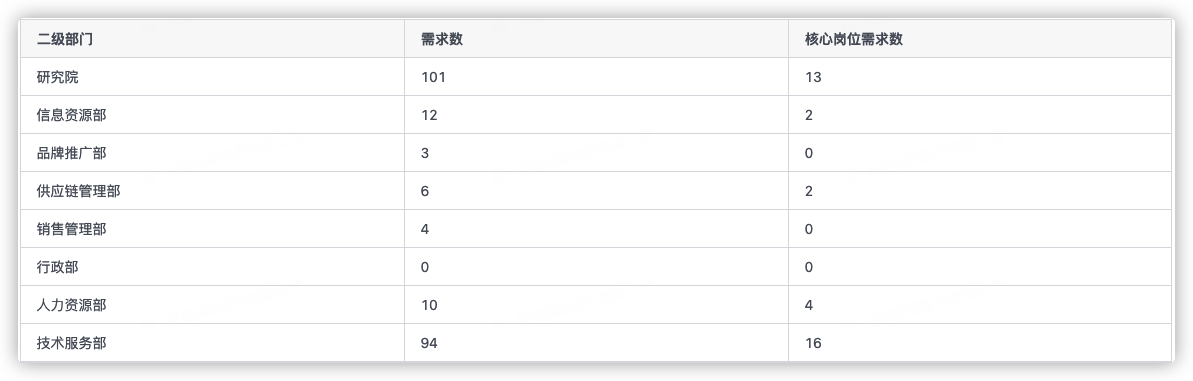 二级部门 需求数 核心岗位需求数
研究院 101 13
信息资源部 12 2
品牌推广部 3 0
供应链管理部 6 2
销售管理部 4 0
行政部 0 0
人力资源部 10 4
技术服务部 94 16